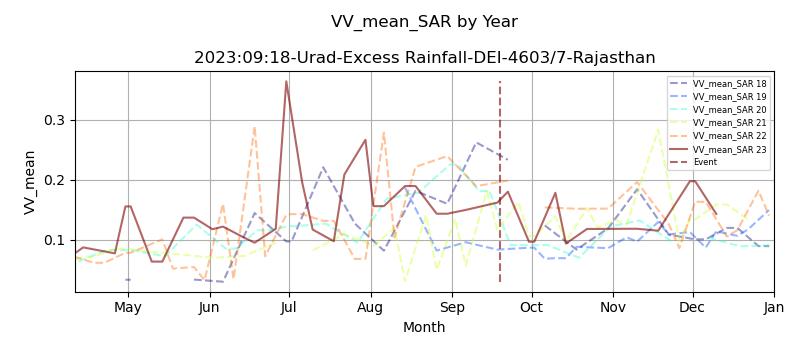 VV_mean_SAR by Year
2023:09:18-Urad-Excess Rainfall-DEI-4603/7-Rajasthan
VV_mean
0.3
0.2
0.1
VV_mean_SAR 18
VV_mean_SAR 19
VV_mean_SAR 20
VV_mean_SAR 21
VV_mean_SAR 22
VV_mean_SAR 23
Event
May Jun Jul Aug Sep Oct Nov Dec Jan
Month